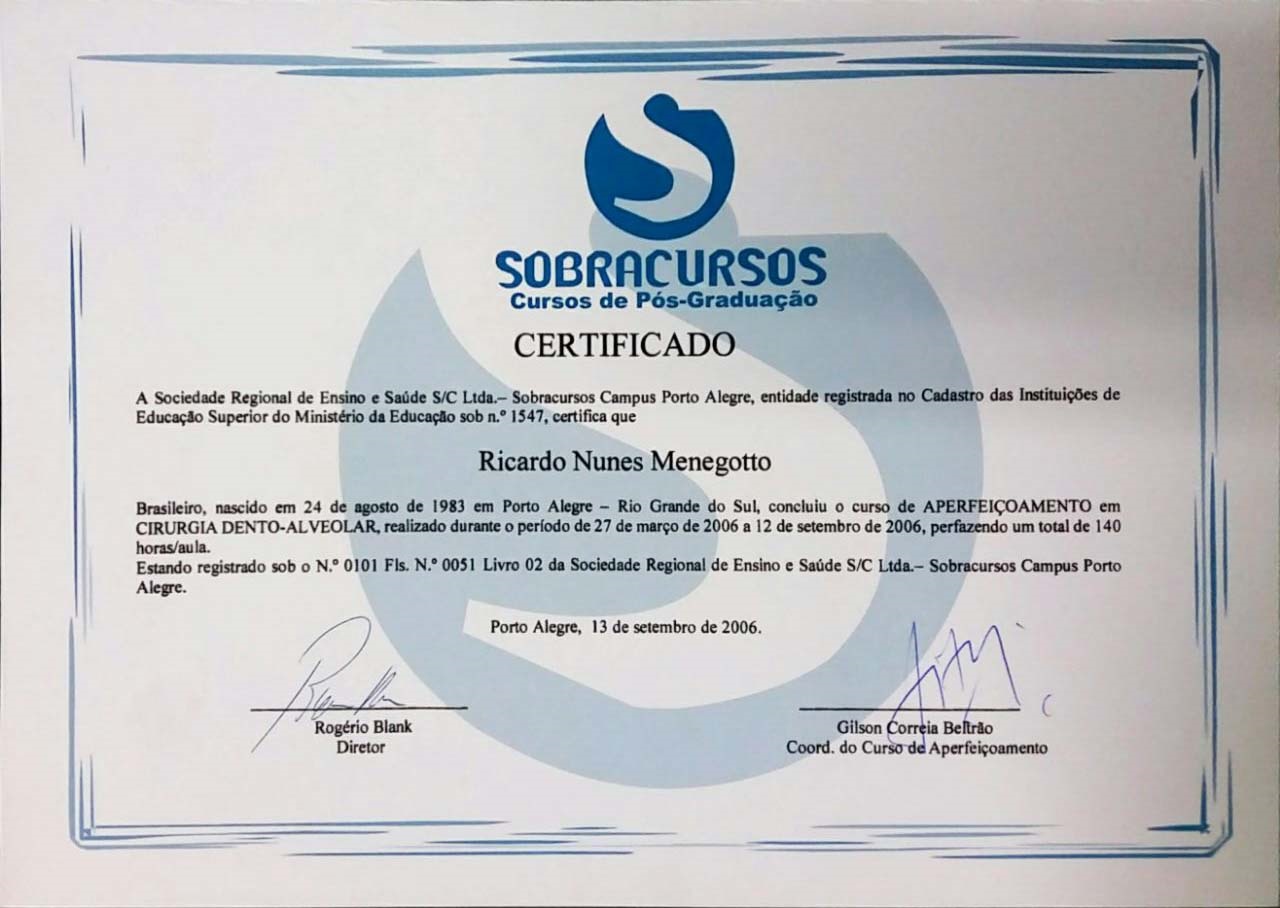 SOBRACURSOS
Cursos de Pós-Graduação
CERTIFICADO
A Sociedade Regional de Ensino e Saúde S/C Ltda.– Sobracursos Campus Porto Alegre, entidade registrada no Cadastro das Instituições de
Educação Superior do Ministério da Educação sob n.º 1547, certifica que
Ricardo Nunes Menegotto
Brasileiro, nascido em 24 de agosto de 1983 em Porto Alegre – Rio Grande do Sul, concluiu o curso de APERFEIÇOAMENTO em
CIRURGIA DENTO-ALVEOLAR, realizado durante o período de 27 de março de 2006 a 12 de setembro de 2006, perfazendo um total de 140
horas/aula.
Estando registrado sob o N.º 0101 Fls. N.º 0051 Livro 02 da Sociedade Regional de Ensino e Saúde S/C Ltda.– Sobracursos Campus Porto
Alegre.
Porto Alegre, 13 de setembro de 2006.
Rogério Blank
Diretor
Gilson Correia Beltrão
Coord. do Curso de Aperfeiçoamento